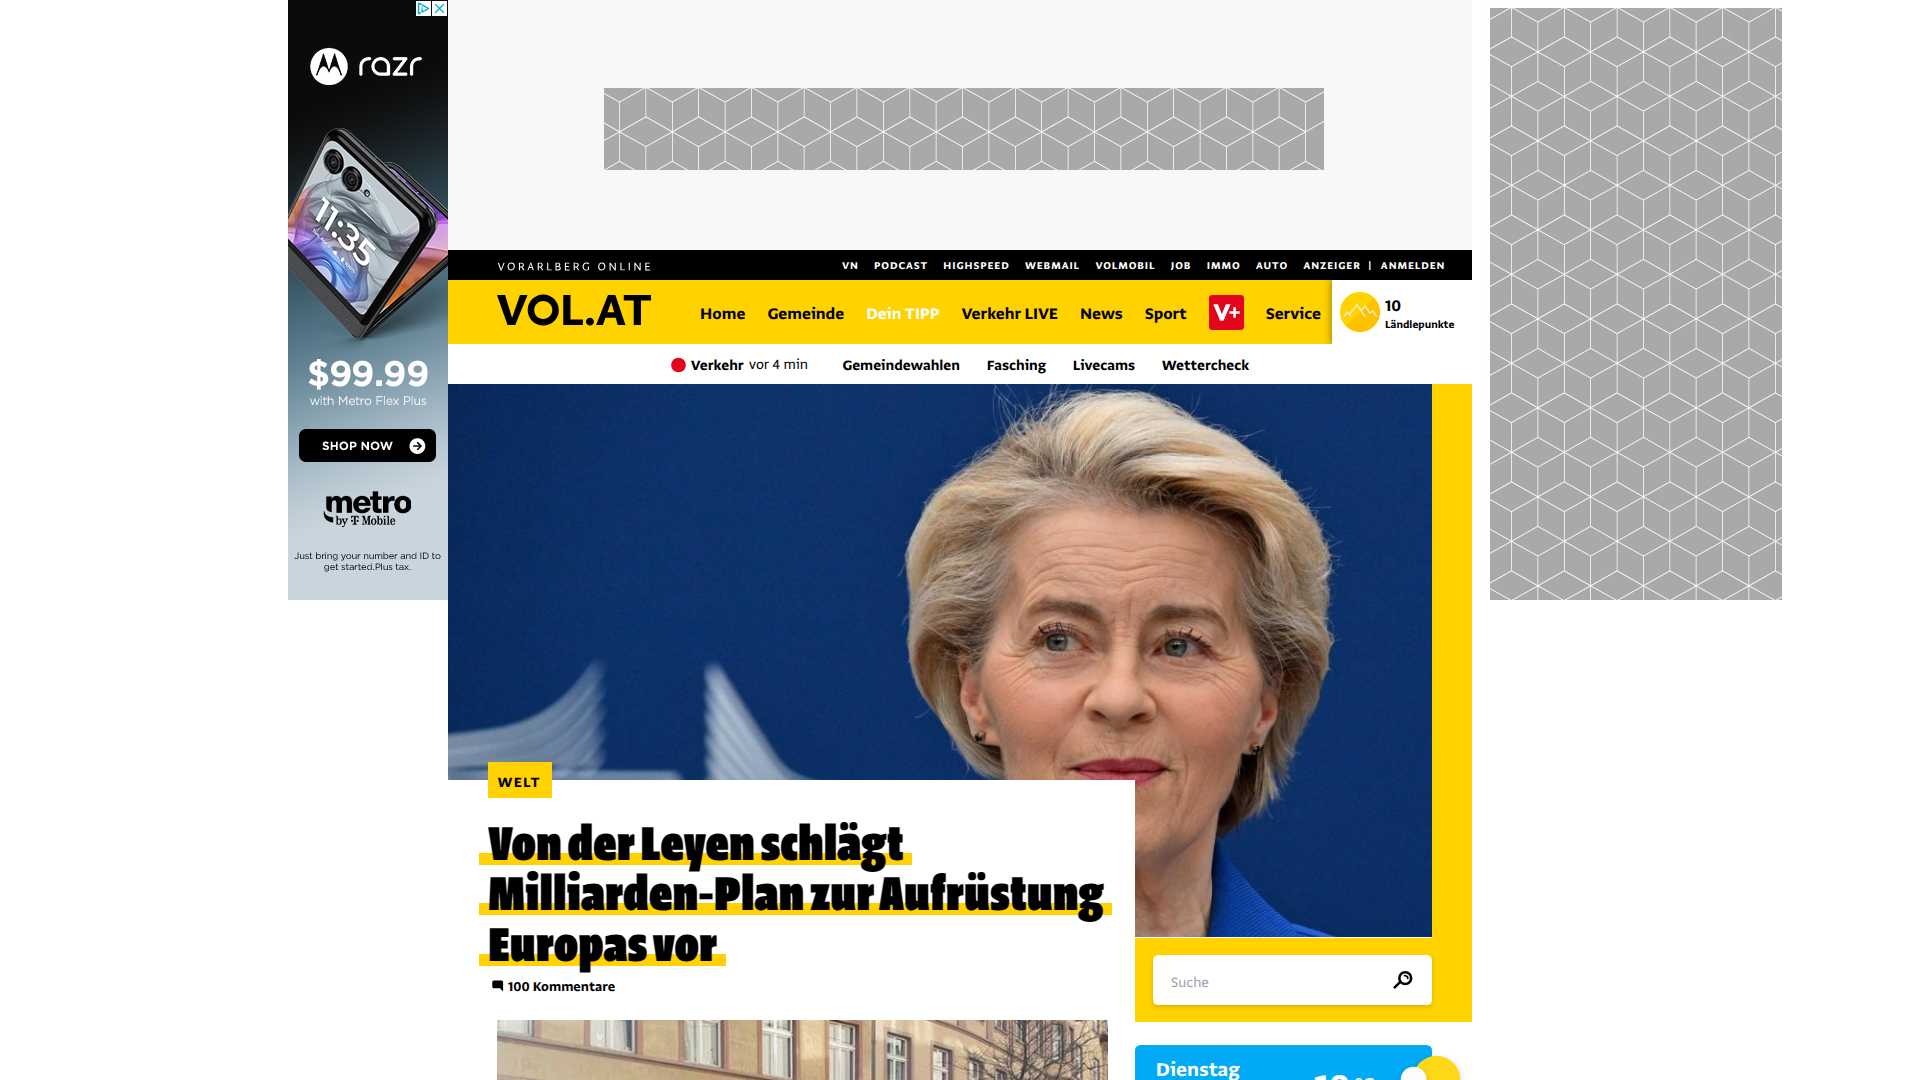 razr
11:35
$99.99
with Metro Flex Plus
SHOP NOW
metro
by T Mobile
Just bring your number and ID to
get started.Plus tax.
VORARLBERG ONLINE
VN PODCAST HIGHSPEED WEBMAIL VOLMOBIL JOB IMMO AUTO ANZEIGER | ANMELDEN
VOL.AT
Home Gemeinde Dein TIPP Verkehr LIVE News Sport V+ Service
10
Ländlepunkte
Verkehr vor 4 min Gemeindewahlen Fasching Livecams Wettercheck
WELT
Von der Leyen schlägt
Milliarden-Plan zur Aufrüstung
Europas vor
100 Kommentare
Suche
Dienstag